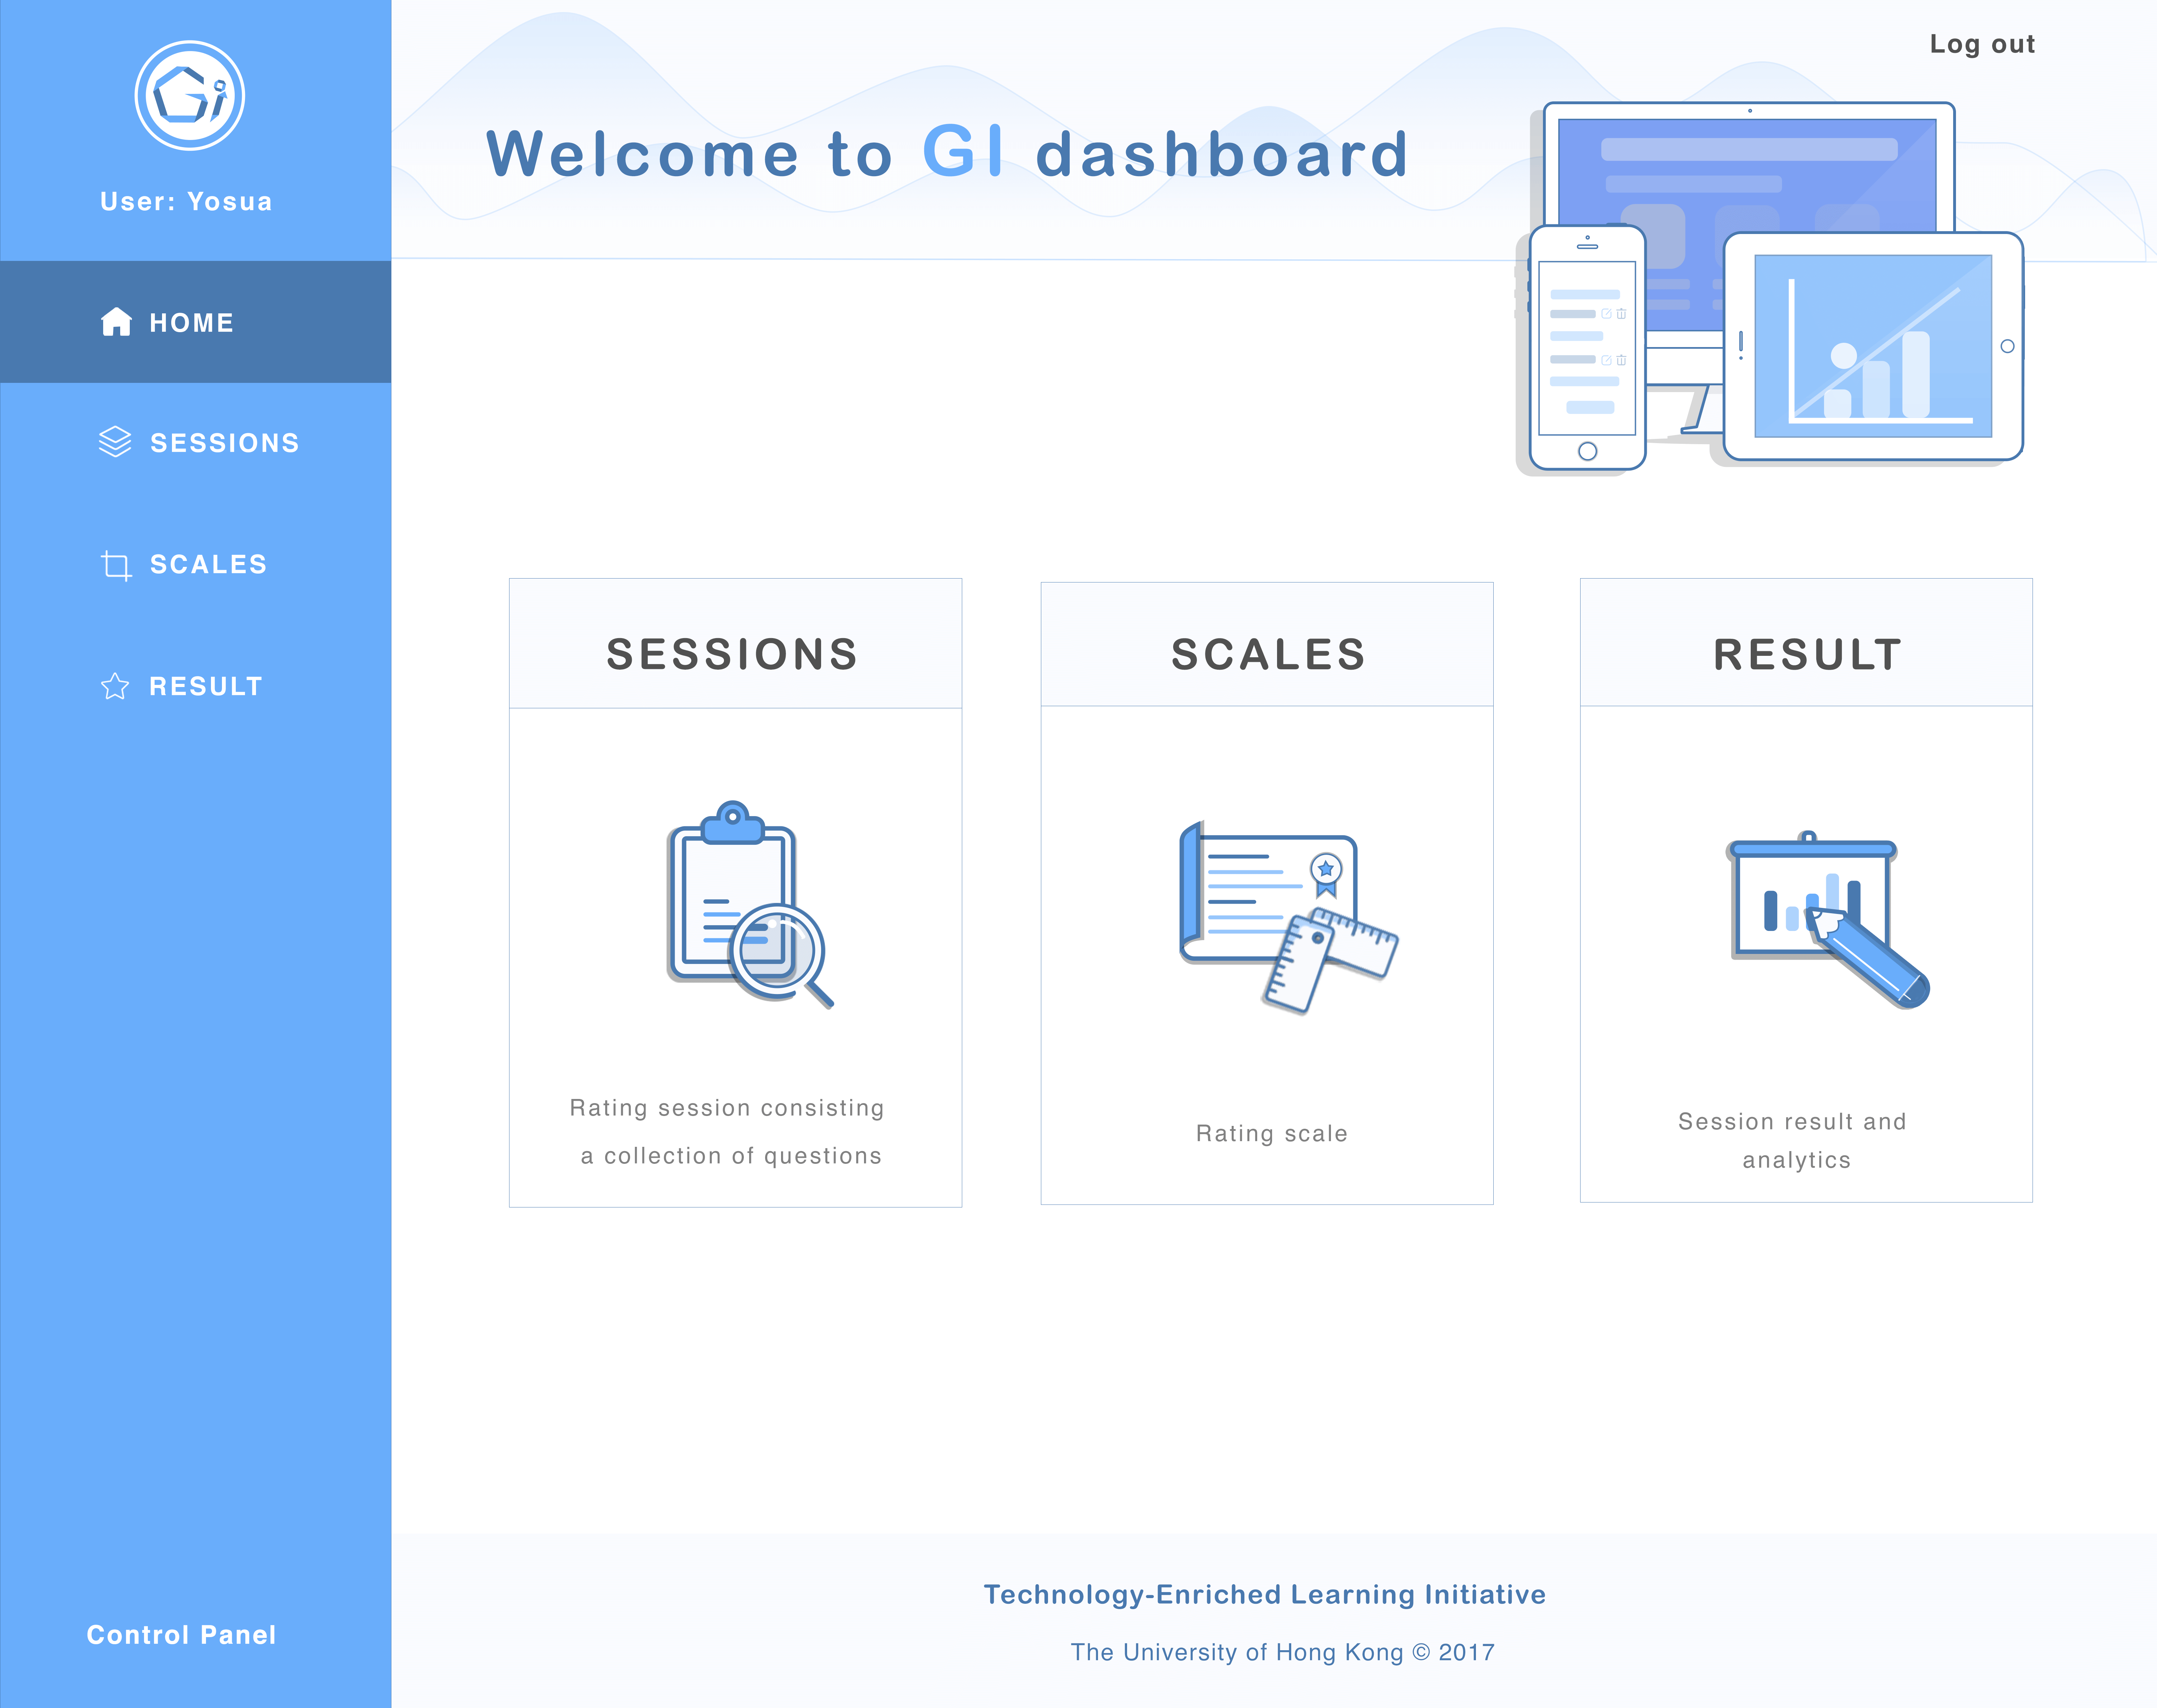 Log out
Welcome to GI dashboard
User: Yosua
HOME
SESSIONS
SCALES
RESULT
SESSIONS
Rating session consisting
a collection of questions
SCALES
Rating scale
RESULT
Session result and
analytics
Control Panel
Technology-Enriched Learning Initiative
The University of Hong Kong © 2017